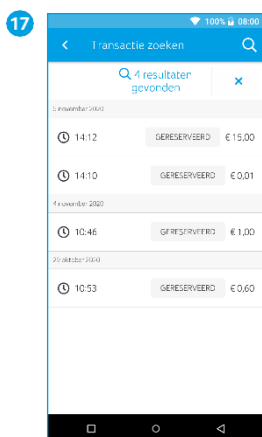 17
100% 08:00
Transactie zoeken
4 resultaten
gevonden
5 november 2020
14:12 GERESERVEERD € 15,00
14:10 GERESERVEERD € 0,01
4 november 2020
10:46 GERESERVEERD € 1,00
29 oktober 2020
10:53 GERESERVEERD € 0,60